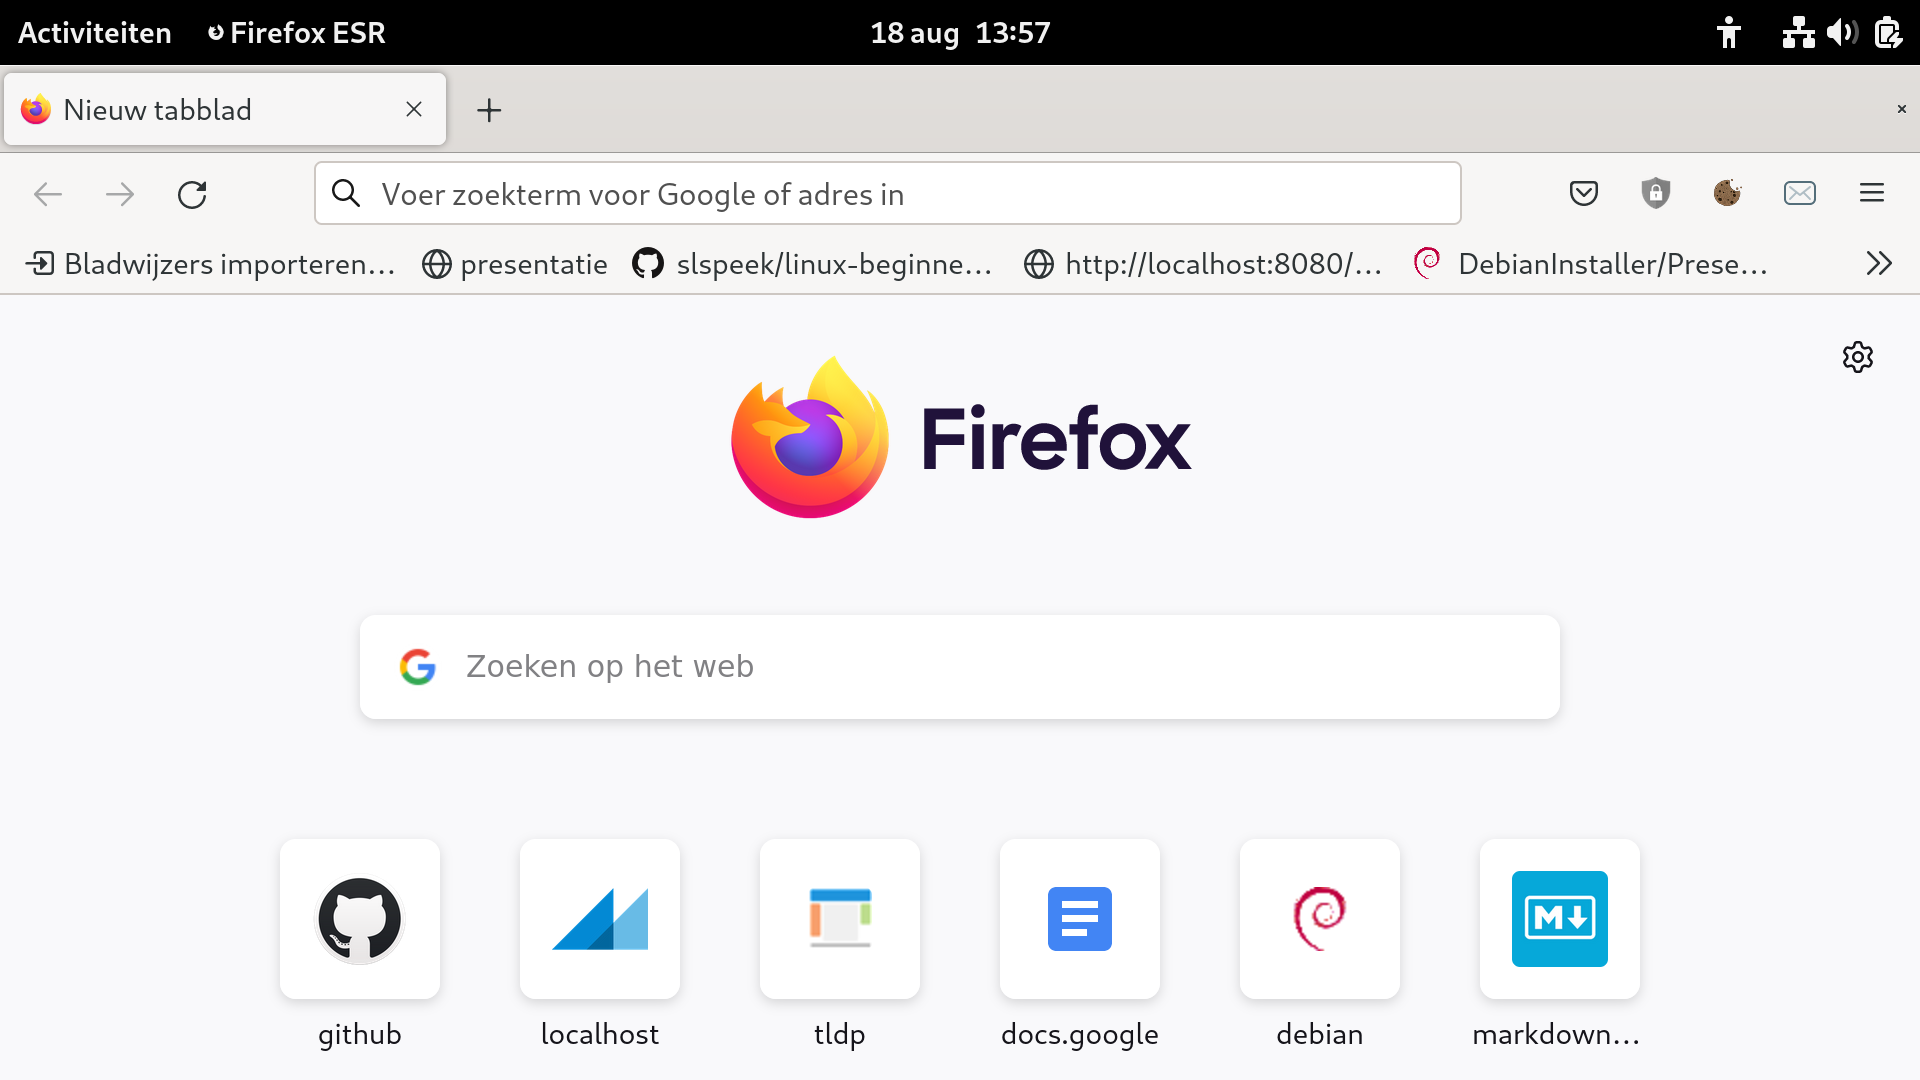 Activiteiten Firefox ESR 18 aug 13:57
Nieuw tabblad
Voer zoekterm voor Google of adres in
Bladwijzers importeren… presentatie slspeek/linux-beginne… http://localhost:8080/… DebianInstaller/Prese…
Firefox
Zoeken op het web
M
github localhost tldp docs.google debian markdown…